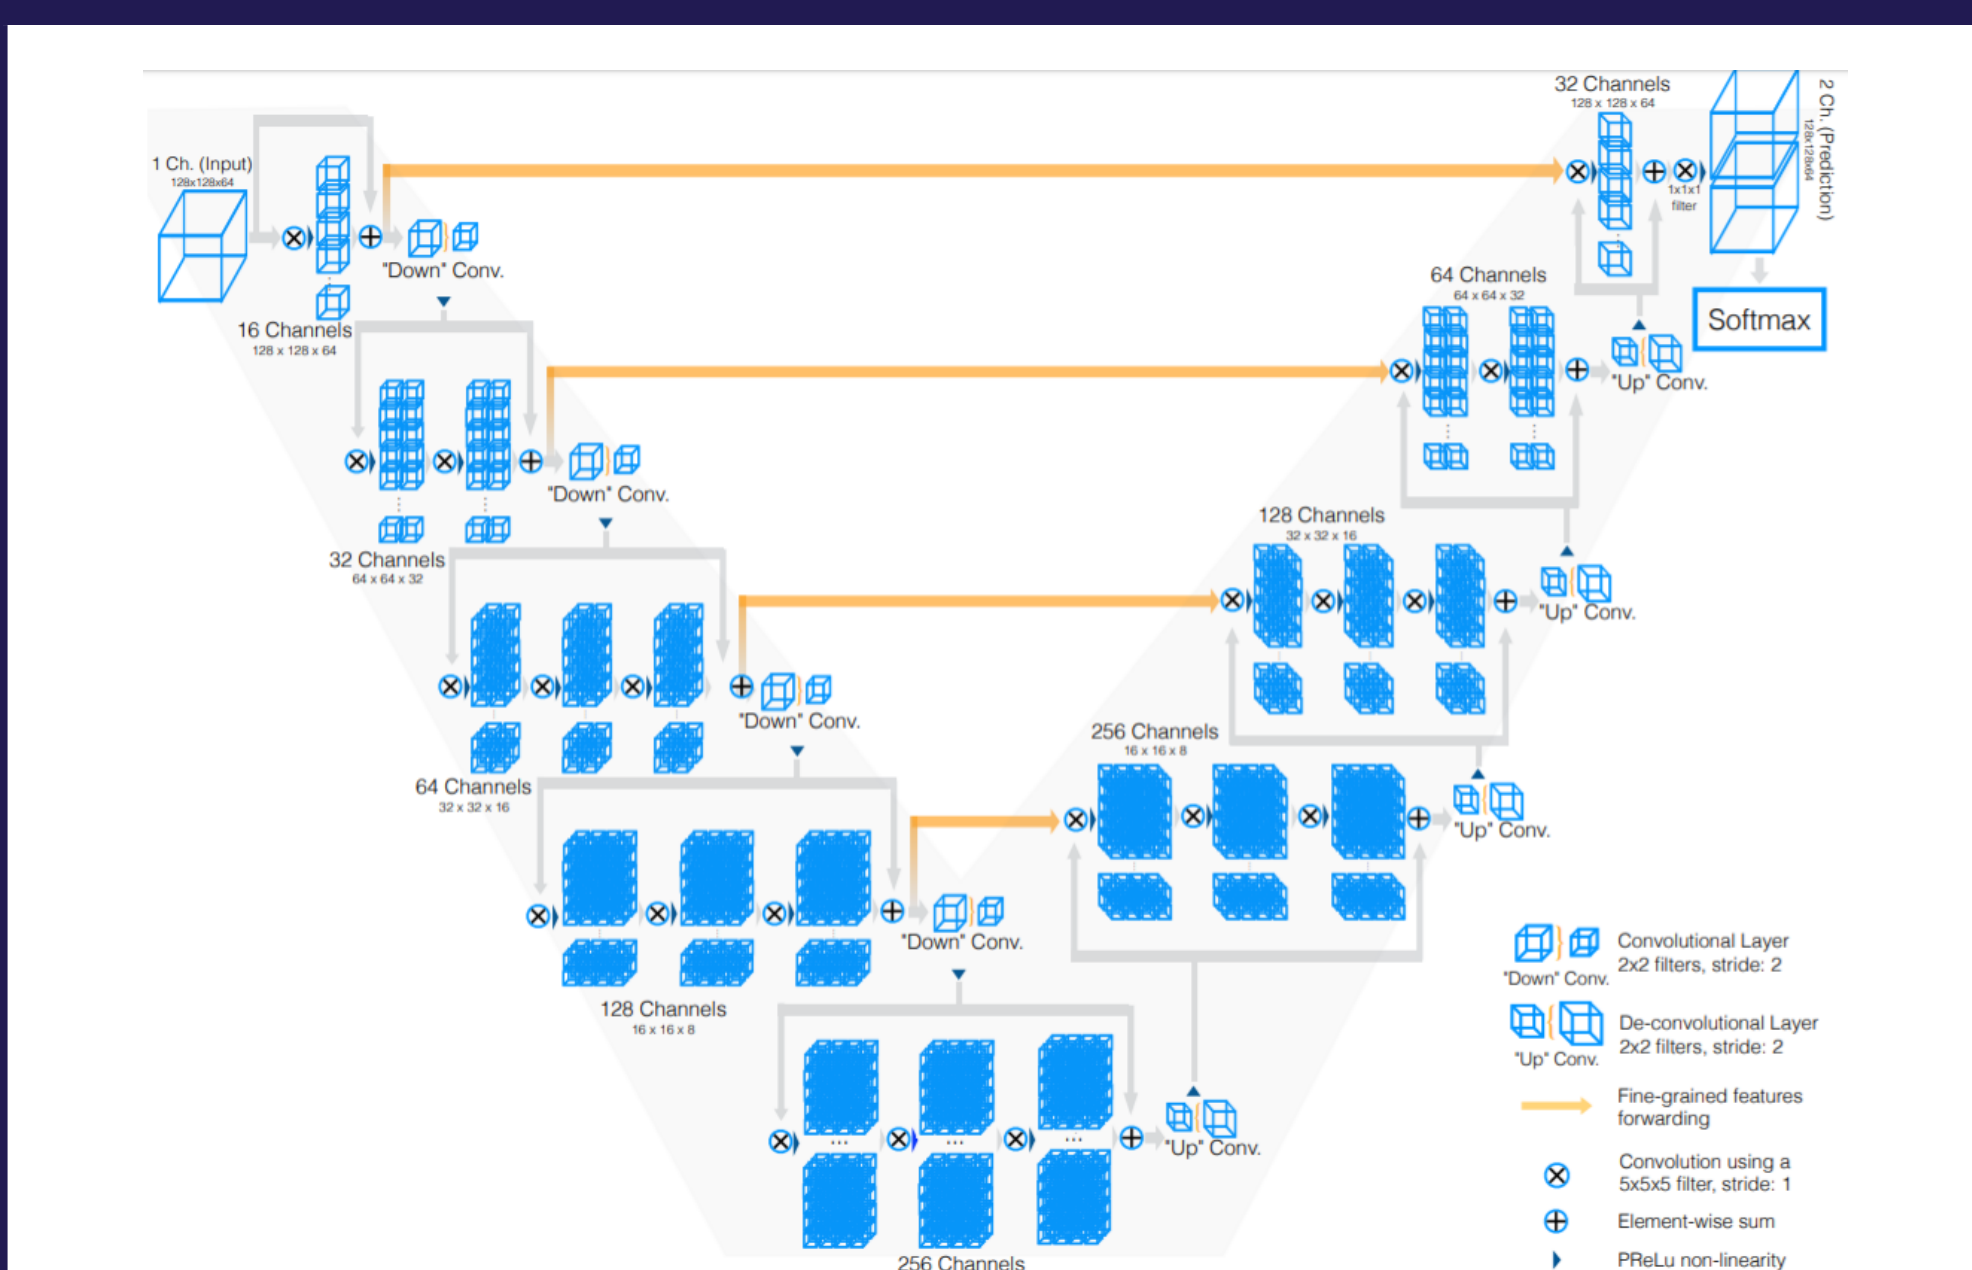 1 Ch. (Input)
128x128x64
16 Channels
128 x 128 x 64
"Down" Conv.
32 Channels
64 x 64 x 32
"Down" Conv.
64 Channels
32 x 32 x 16
"Down" Conv.
128 Channels
16 x 16 x 8
"Down" Conv.
256 Channels
"Up" Conv.
256 Channels
16 x 16 x 8
"Up" Conv.
128 Channels
32 x 32 x 16
"Up" Conv.
64 Channels
64 x 64 x 32
"Up" Conv.
32 Channels
128 x 128 x 64
1x1x1
filter
2 Ch. (Prediction)
128x128x64
Softmax
"Down" Conv.
Convolutional Layer
2x2 filters, stride: 2
"Up" Conv.
De-convolutional Layer
2x2 filters, stride: 2
Fine-grained features
forwarding
Convolution using a
5x5x5 filter, stride: 1
Element-wise sum
PReLu non-linearity